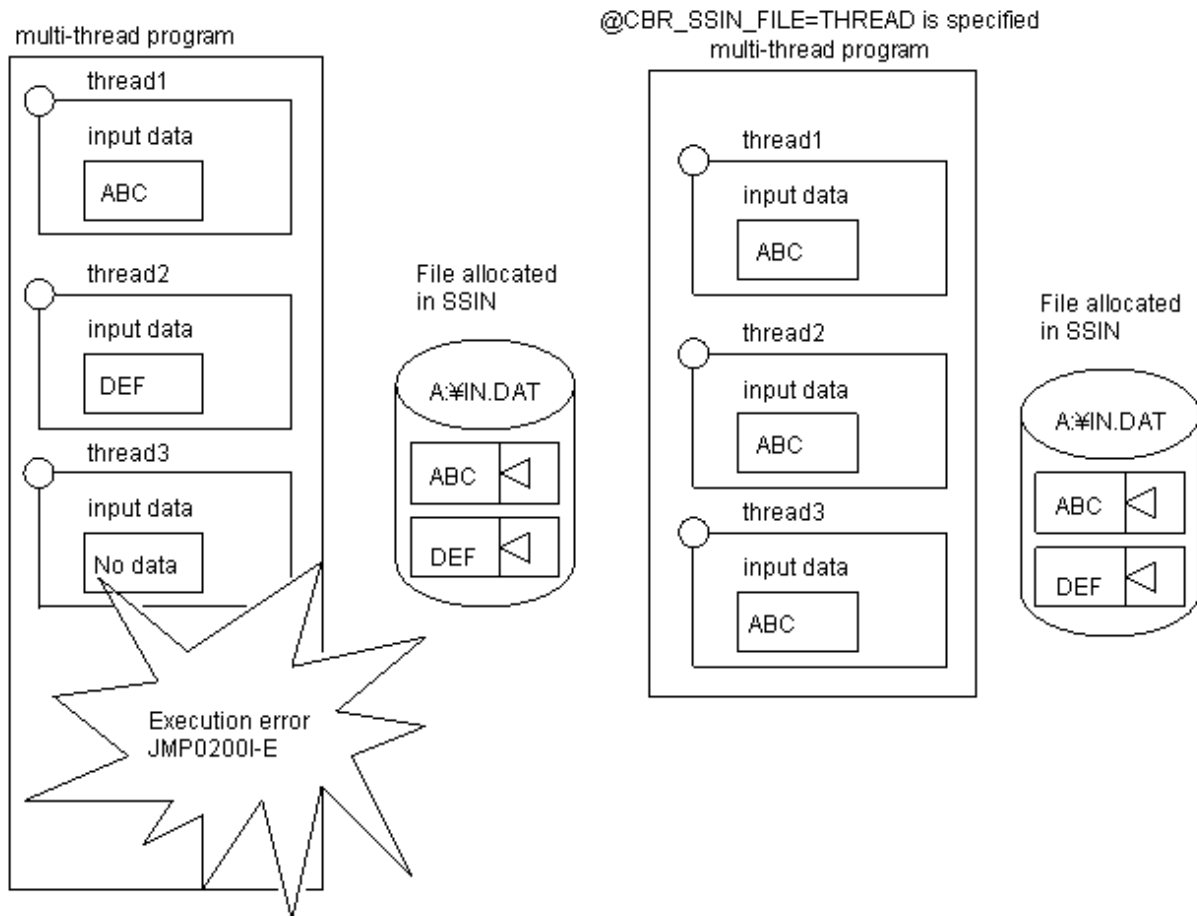 multi-thread program
thread1
input data
ABC
thread2
input data
DEF
thread3
input data
No data
Execution error
JMP0200I-E
File allocated
in SSIN
A:¥IN.DAT
ABC
DEF
@CBR_SSIN_FILE=THREAD is specified
multi-thread program
thread1
input data
ABC
thread2
input data
ABC
thread3
input data
ABC
File allocated
in SSIN
A:¥IN.DAT
ABC
DEF